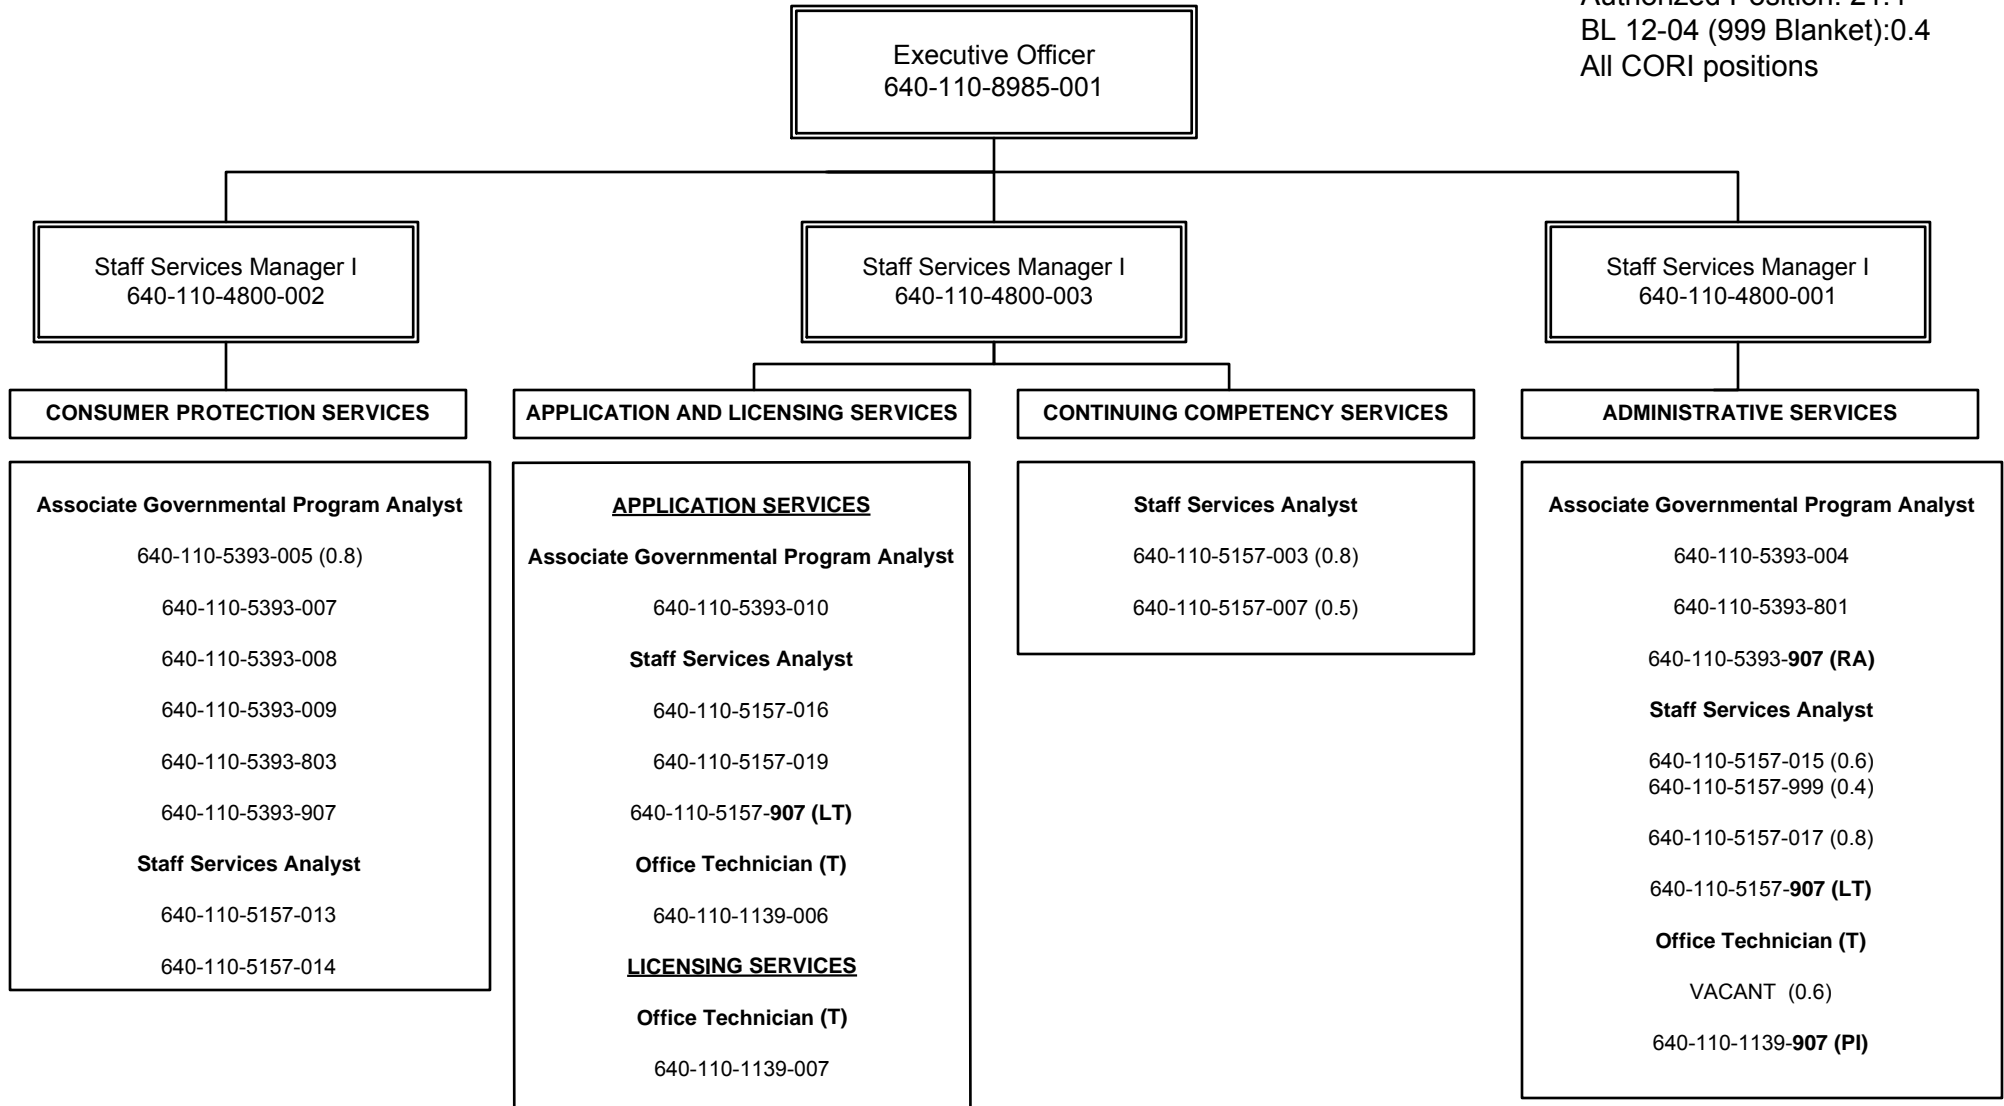 BL 12-04 (999 Blanket):0.4
All CORI positions
Executive Officer
640-110-8985-001
Staff Services Manager I
640-110-4800-002
Staff Services Manager I
640-110-4800-003
Staff Services Manager I
640-110-4800-001
CONSUMER PROTECTION SERVICES
Associate Governmental Program Analyst
640-110-5393-005 (0.8)
640-110-5393-007
640-110-5393-008
640-110-5393-009
640-110-5393-803
640-110-5393-907
Staff Services Analyst
640-110-5157-013
640-110-5157-014
APPLICATION AND LICENSING SERVICES
APPLICATION SERVICES
Associate Governmental Program Analyst
640-110-5393-010
Staff Services Analyst
640-110-5157-016
640-110-5157-019
640-110-5157-907 (LT)
Office Technician (T)
640-110-1139-006
LICENSING SERVICES
Office Technician (T)
640-110-1139-007
CONTINUING COMPETENCY SERVICES
Staff Services Analyst
640-110-5157-003 (0.8)
640-110-5157-007 (0.5)
ADMINISTRATIVE SERVICES
Associate Governmental Program Analyst
640-110-5393-004
640-110-5393-801
640-110-5393-907 (RA)
Staff Services Analyst
640-110-5157-015 (0.6)
640-110-5157-999 (0.4)
640-110-5157-017 (0.8)
640-110-5157-907 (LT)
Office Technician (T)
VACANT (0.6)
640-110-1139-907 (PI)